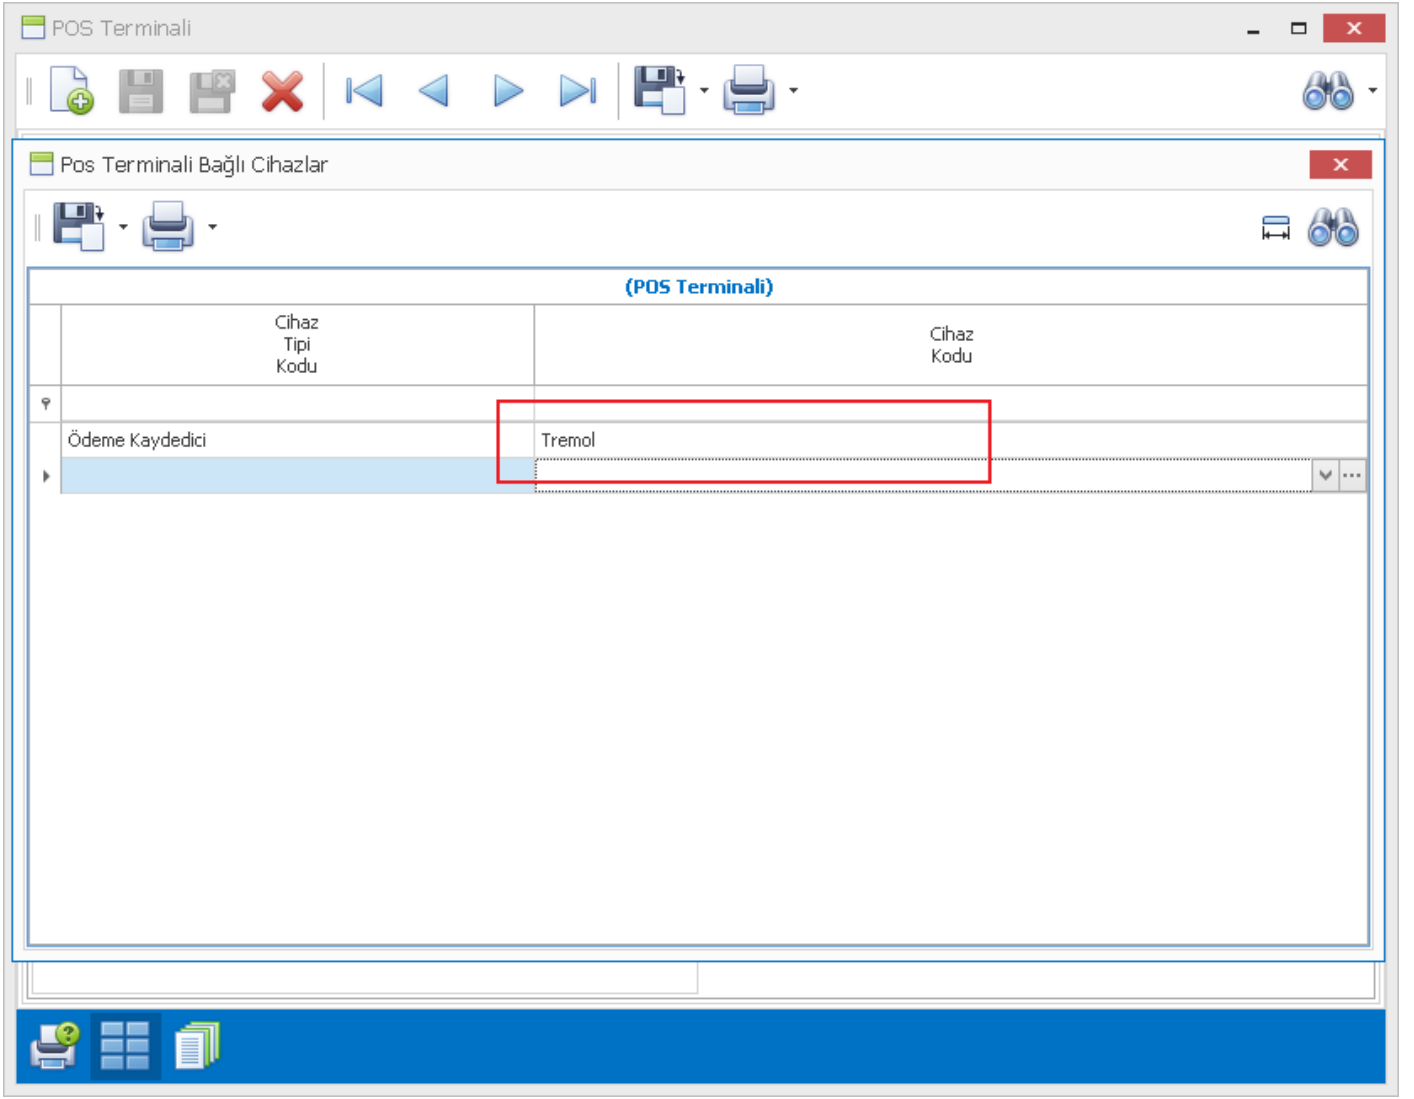 POS Terminali
Pos Terminali Bağlı Cihazlar
(POS Terminali)
Cihaz
Tipi
Kodu
Cihaz
Kodu
Ödeme Kaydedici
Tremol